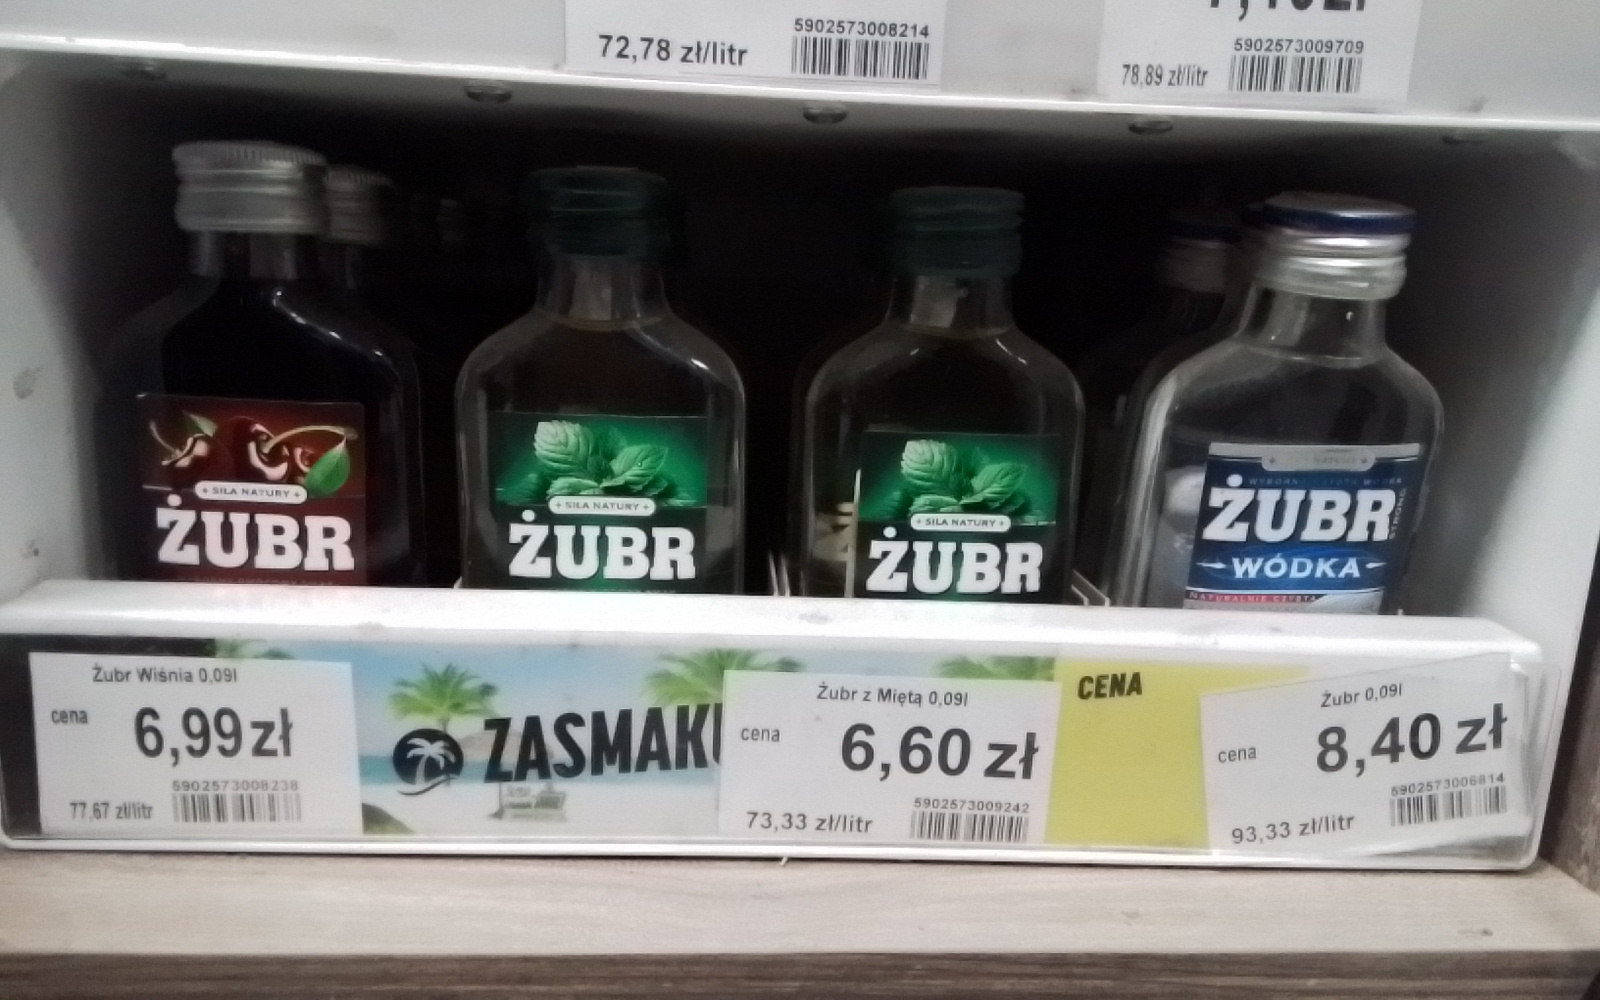 72,78 zł/litr
5902573008214
78,89 zł/litr
5902573009709
SIŁA NATURY
ŻUBR
SIŁA NATURY
ŻUBR
SIŁA NATURY
ŻUBR
ŻUBR
WÓDKA
NATURALNIE CZYSTA
Żubr Wiśnia 0,09l
cena
6,99 zł
5902573008238
77,67 zł/litr
ZASMAKU
Żubr z Miętą 0,09l
cena
6,60 zł
5902573009242
73,33 zł/litr
CENA
Żubr 0,09l
cena
8,40 zł
5902573006814
93,33 zł/litr